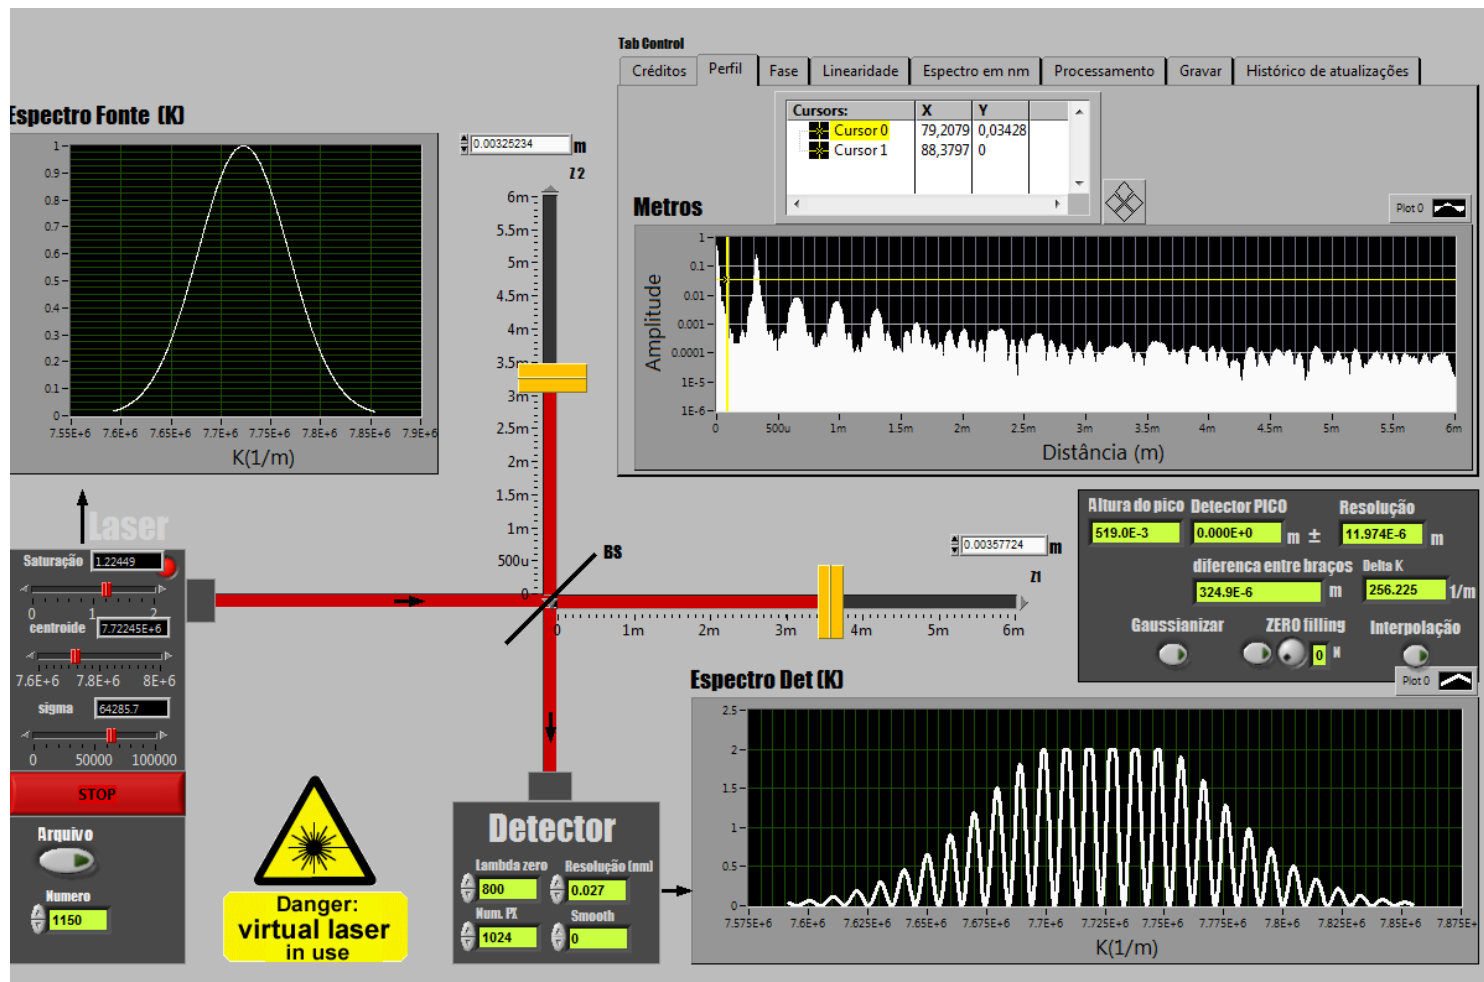 Tab Control
Créditos Perfil Fase Linearidade Espectro em nm Processamento Gravar Histórico de atualizações
Cursors: X Y
Cursor 0 79,2079 0,03428
Cursor 1 88,3797 0
Metros
Plot 0
Amplitude
1
0.1
0.01
0.001
0.0001
1E-5
1E-6
0 500u 1m 1.5m 2m 2.5m 3m 3.5m 4m 4.5m 5m 5.5m 6m
Distância (m)
Espectro Fonte (K)
1
0.9
0.8
0.7
0.6
0.5
0.4
0.3
0.2
0.1
0
7.55E+6 7.6E+6 7.65E+6 7.7E+6 7.75E+6 7.8E+6 7.85E+6 7.9E+6
K(1/m)
0.00325234 m
Z2
6m
5.5m
5m
4.5m
4m
3.5m
3m
2.5m
2m
1.5m
1m
500u
0
BS
0.00357724 m
Z1
0 1m 2m 3m 4m 5m 6m
Laser
Saturação 1.22449
0 1 2
centroide 7.72245E+6
7.6E+6 7.8E+6 8E+6
sigma 64285.7
0 50000 100000
STOP
Arquivo
Numero
1150
Danger:
virtual laser
in use
Detector
Lambda zero Resolução (nm)
800 0.027
Num. PX Smooth
1024 0
Altura do pico Detector PICO Resolução
519.0E-3 0.000E+0 m ± 11.974E-6 m
diferenca entre braços Delta K
324.9E-6 m 256.225 1/m
Gaussianizar ZERO filling Interpolação
0 N
Plot 0
Espectro Det (K)
2.5
2
1.5
1
0.5
0
7.575E+6 7.6E+6 7.625E+6 7.65E+6 7.675E+6 7.7E+6 7.725E+6 7.75E+6 7.775E+6 7.8E+6 7.825E+6 7.85E+6 7.875E+6
K(1/m)